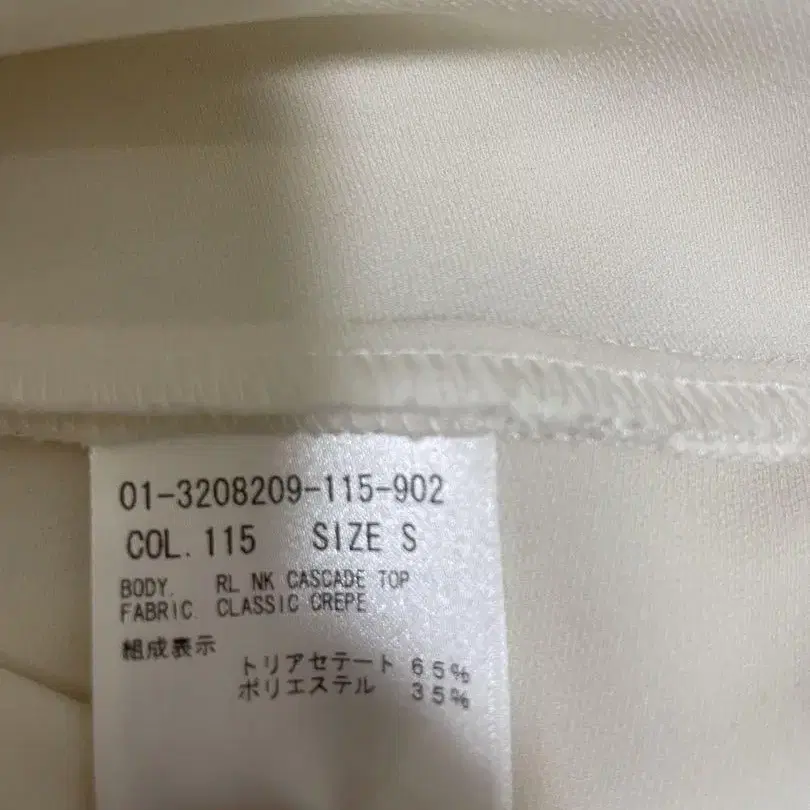 01-3208209-115-902
COL. 115 SIZE S
BODY. RL NK CASCADE TOP
FABRIC. CLASSIC CREPE
組成表示
トリアセテート 65%
ポリエステル 35%